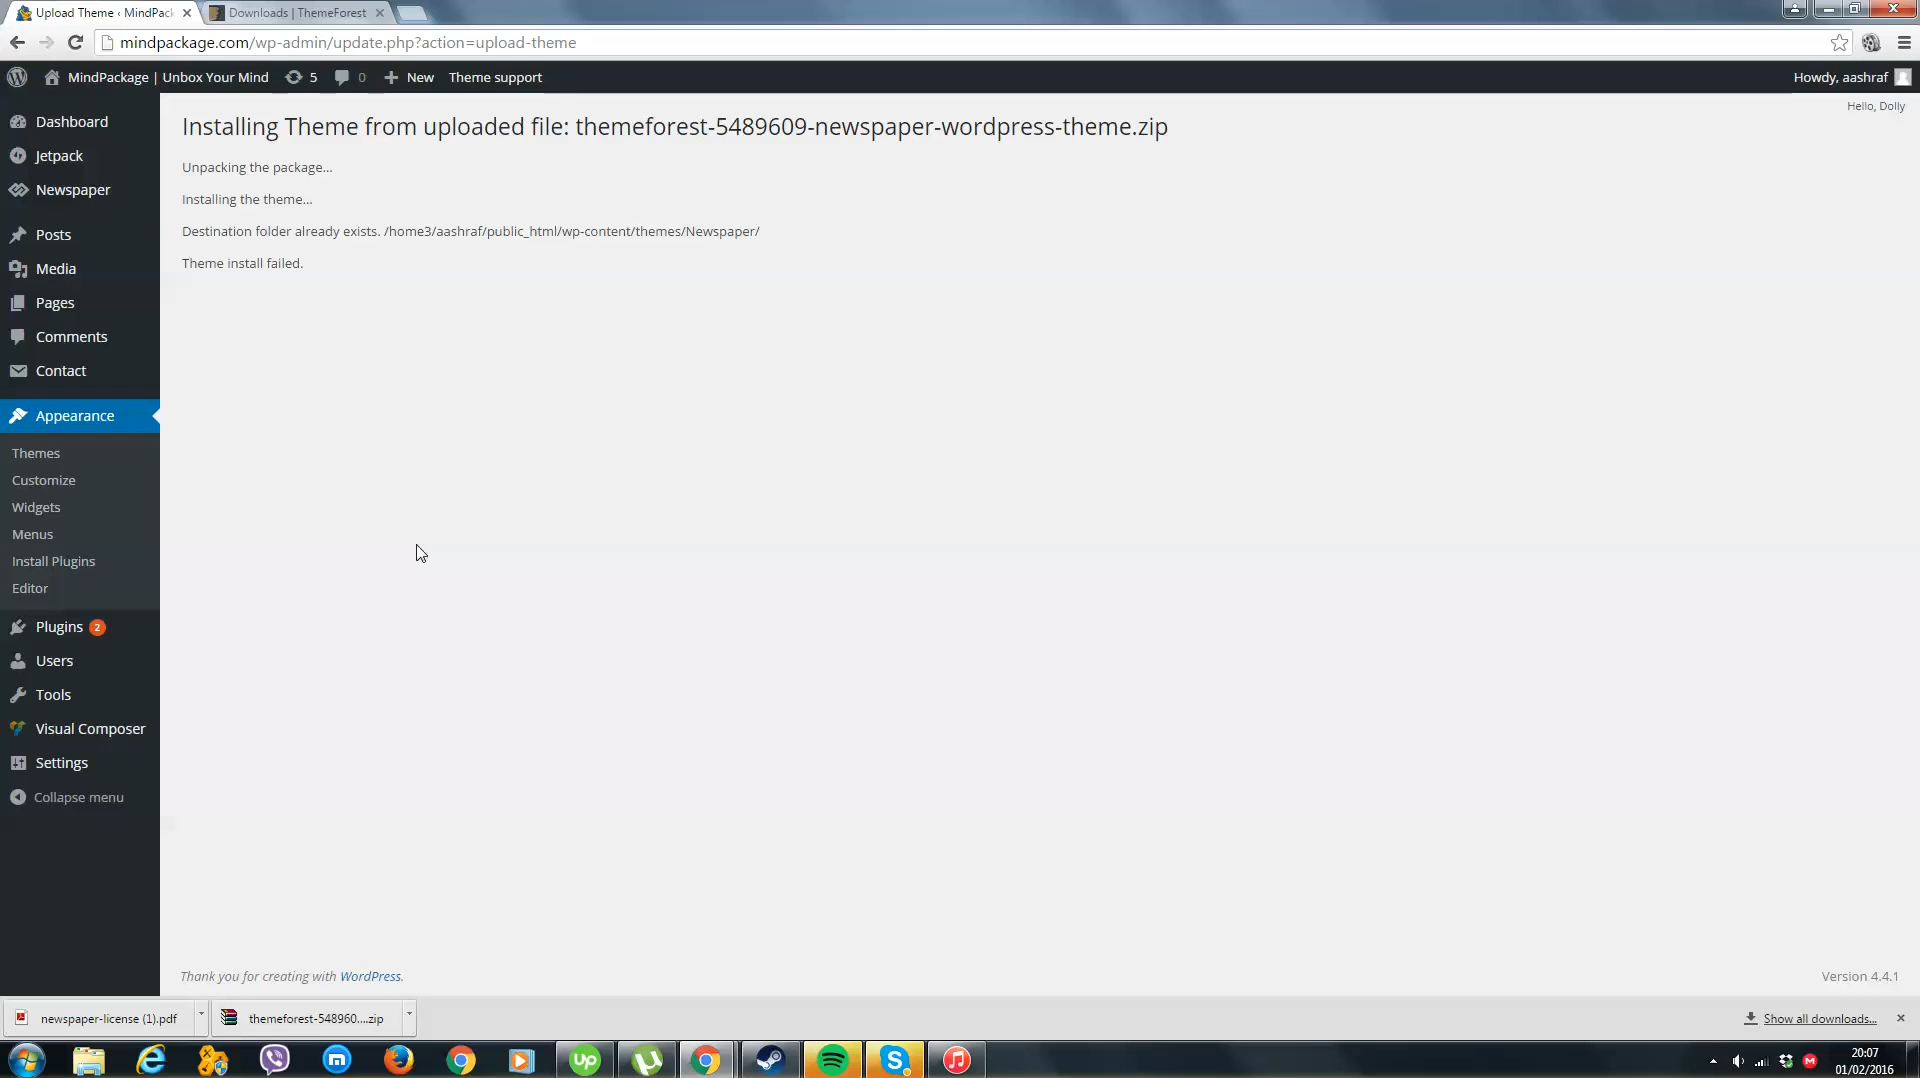 Upload Theme ‹ MindPack
Downloads | ThemeForest
mindpackage.com/wp-admin/update.php?action=upload-theme
MindPackage | Unbox Your Mind 5 0 New Theme support Howdy, aashraf
Hello, Dolly
Dashboard
Jetpack
Newspaper
Posts
Media
Pages
Comments
Contact
Appearance
Themes
Customize
Widgets
Menus
Install Plugins
Editor
Plugins 2
Users
Tools
Visual Composer
Settings
Collapse menu
Installing Theme from uploaded file: themeforest-5489609-newspaper-wordpress-theme.zip
Unpacking the package...
Installing the theme...
Destination folder already exists. /home3/aashraf/public_html/wp-content/themes/Newspaper/
Theme install failed.
Thank you for creating with WordPress.
Version 4.4.1
newspaper-license (1).pdf
themeforest-548960....zip
Show all downloads...
up
20:07
01/02/2016